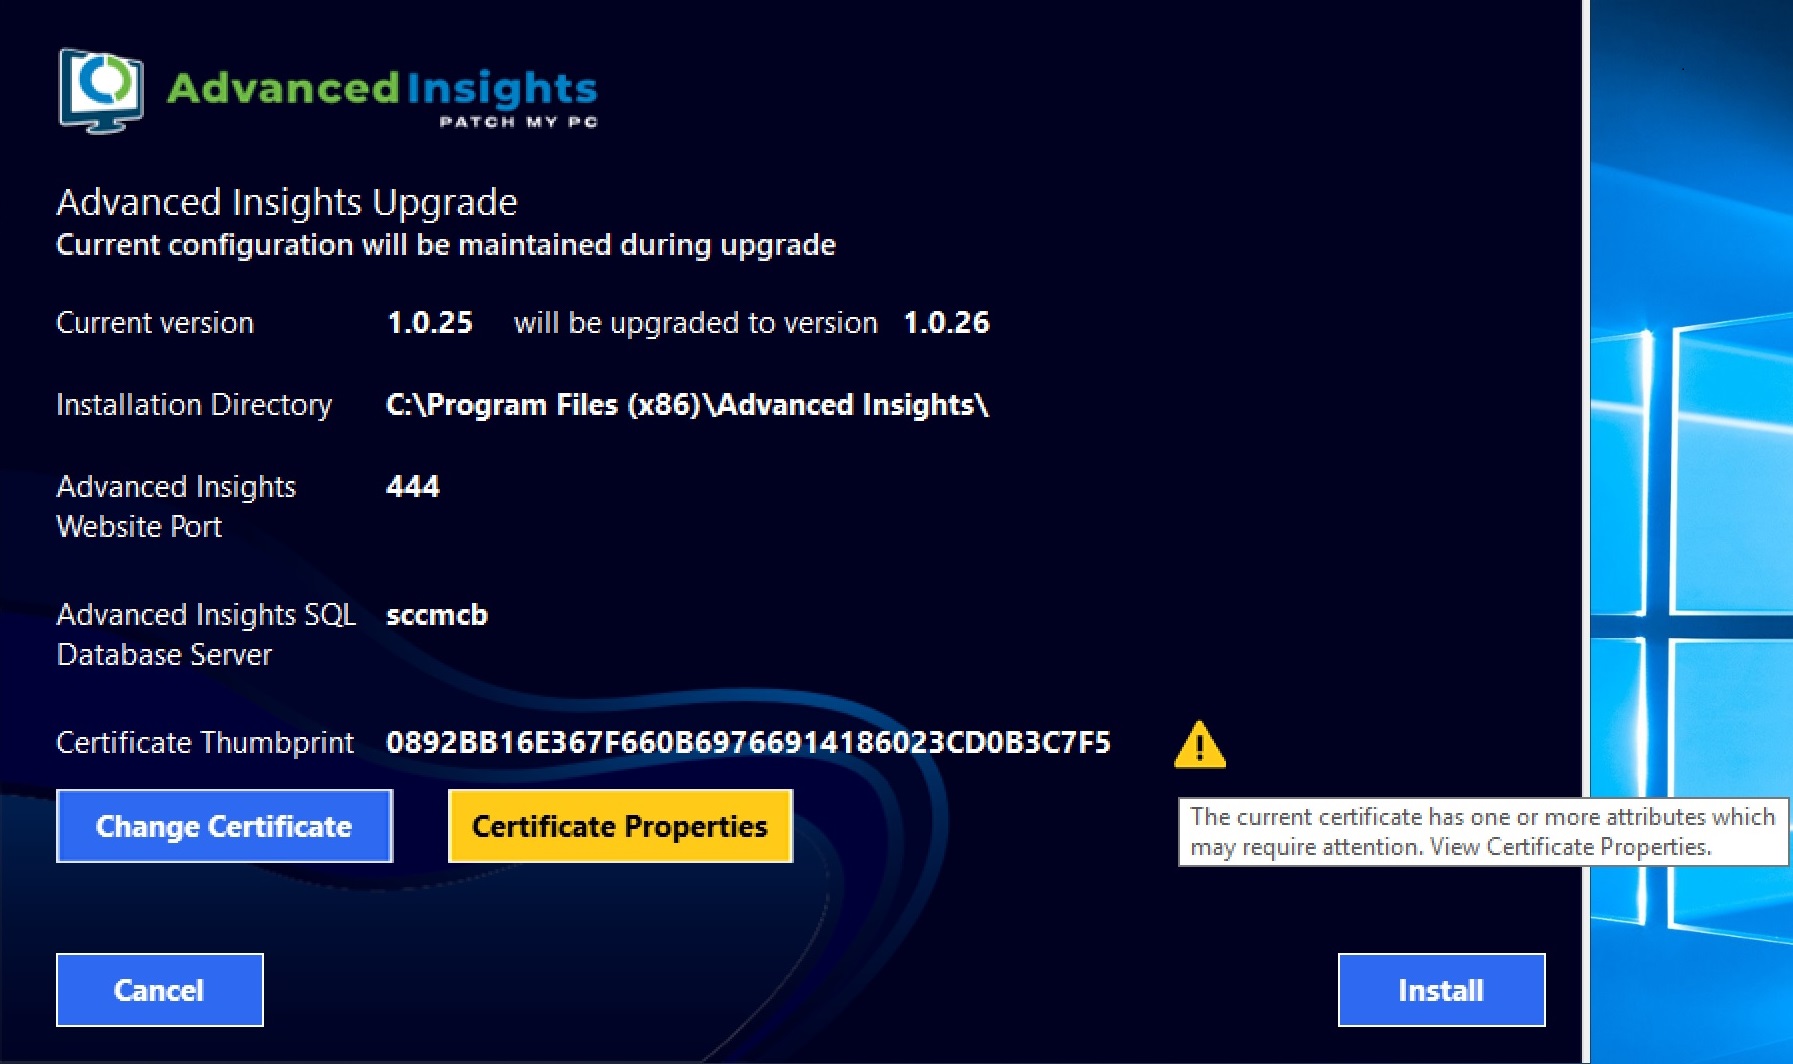 Advanced Insights
PATCH MY PC
Advanced Insights Upgrade
Current configuration will be maintained during upgrade
Current version 1.0.25 will be upgraded to version 1.0.26
Installation Directory C:\Program Files (x86)\Advanced Insights\
Advanced Insights 444
Website Port
Advanced Insights SQL sccmcb
Database Server
Certificate Thumbprint 0892BB16E367F660B69766914186023CD0B3C7F5
Change Certificate Certificate Properties
The current certificate has one or more attributes which
may require attention. View Certificate Properties.
Cancel Install